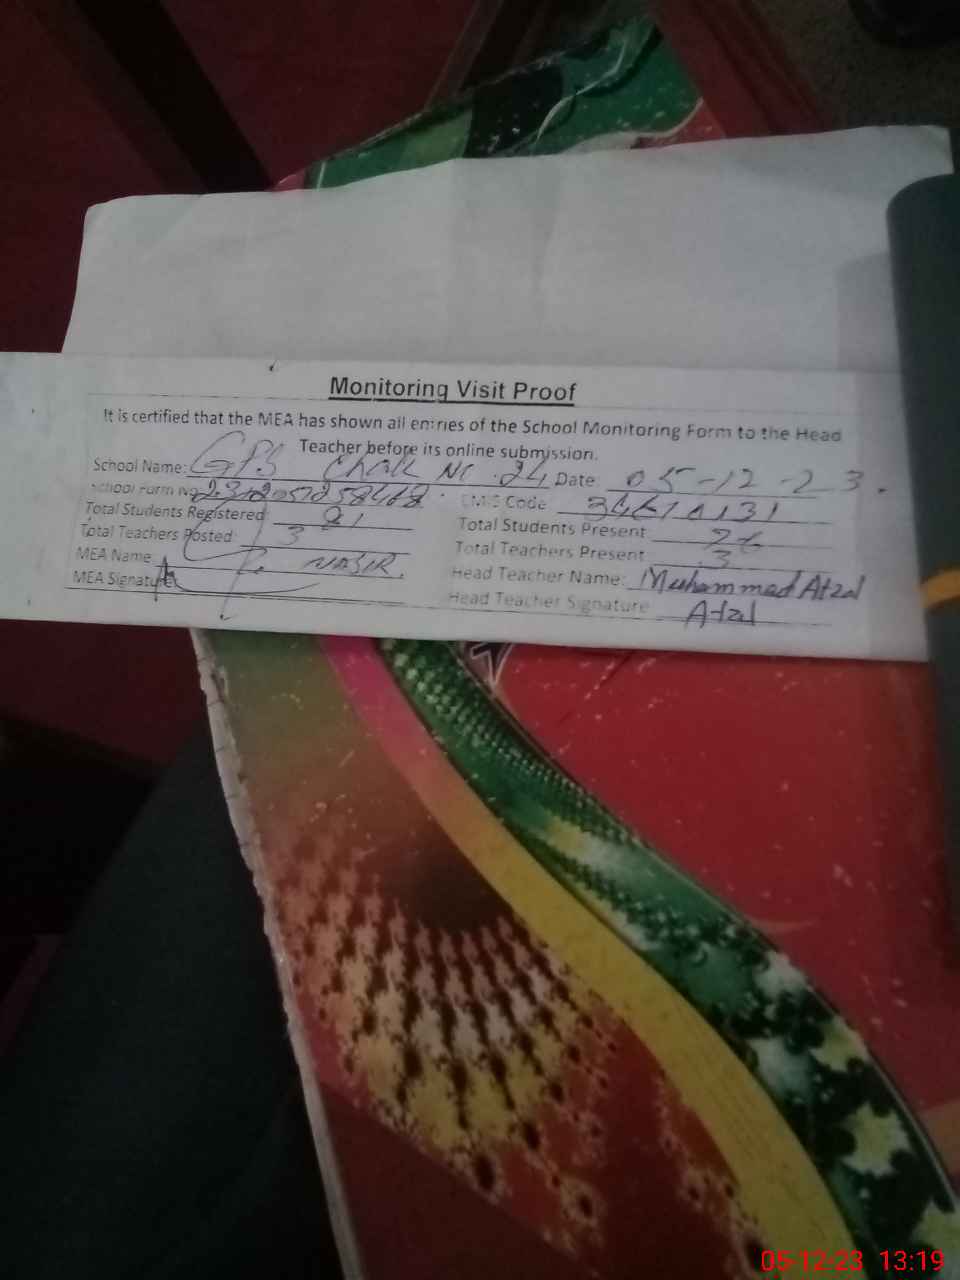 Monitoring Visit Proof
It is certified that the MEA has shown all entries of the School Monitoring Form to the Head
Teacher before its online submission.
School Name: GPS Chak No. 24 Date: 05-12-23.
School Form No. EMIS Code
Total Students Registered Total Students Present
Total Teachers Posted: 3 Total Teachers Present 3
MEA Name: NASIR. Head Teacher Name: Muhammad Afzal
MEA Signature: Head Teacher Signature Afzal
05-12-23 13:19